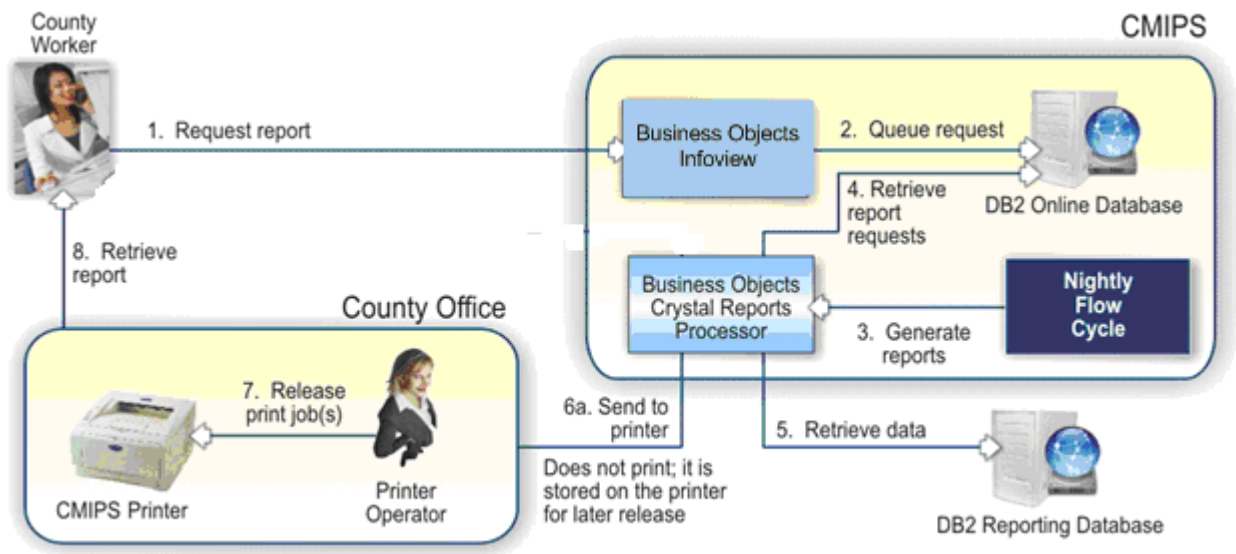 County
Worker
CMIPS
1. Request report
Business Objects
Infoview
2. Queue request
4. Retrieve
report
requests
DB2 Online Database
8. Retrieve
report
Business Objects
Crystal Reports
Processor
Nightly
Flow
Cycle
3. Generate
reports
County Office
7. Release
print job(s)
6a. Send to
printer
5. Retrieve data
Does not print; it is
stored on the printer
for later release
CMIPS Printer
Printer
Operator
DB2 Reporting Database